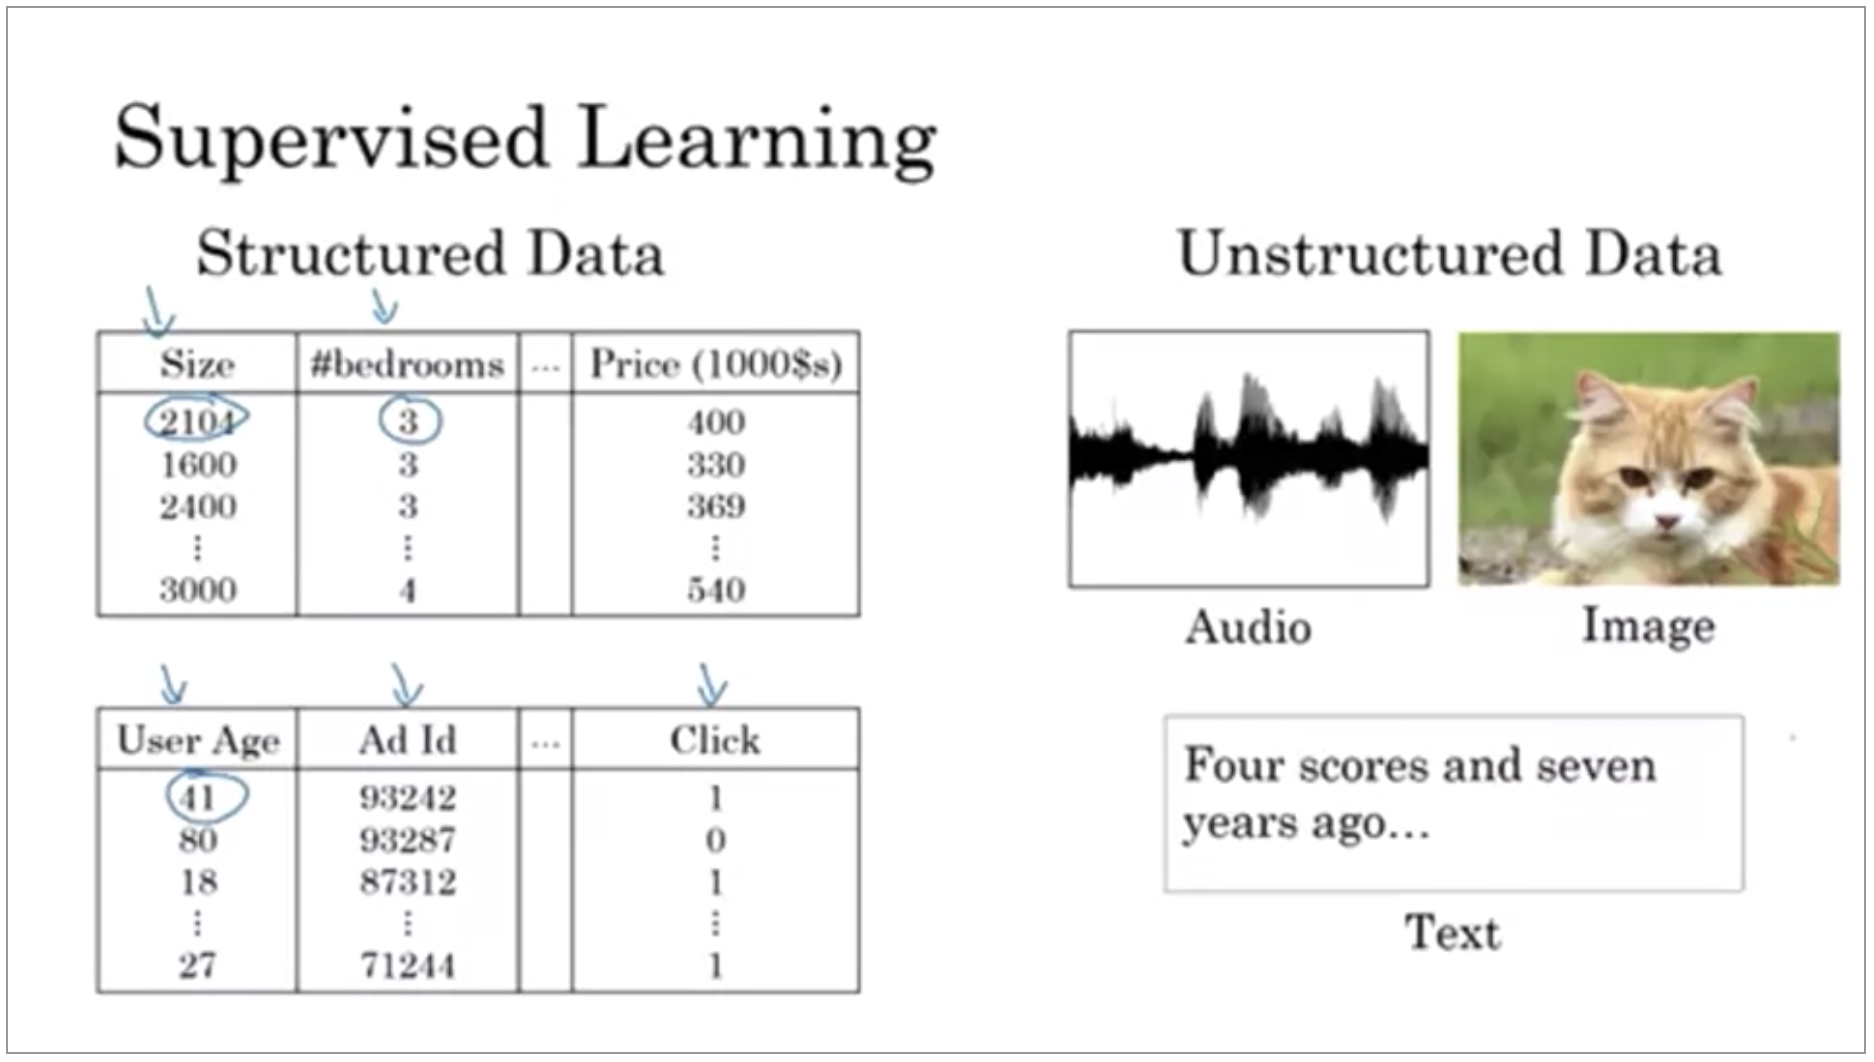 Supervised Learning
Structured Data
Size #bedrooms ... Price (1000$s)
2104 3 400
1600 3 330
2400 3 369
⋮ ⋮ ⋮
3000 4 540
User Age Ad Id ... Click
41 93242 1
80 93287 0
18 87312 1
⋮ ⋮ ⋮
27 71244 1
Unstructured Data
Audio
Image
Four scores and seven
years ago...
Text